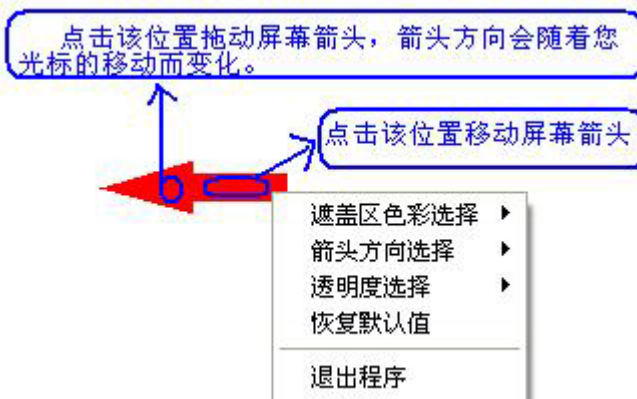 点击该位置拖动屏幕箭头，箭头方向会随着您
光标的移动而变化。
点击该位置移动屏幕箭头
遮盖区色彩选择
箭头方向选择
透明度选择
恢复默认值
退出程序